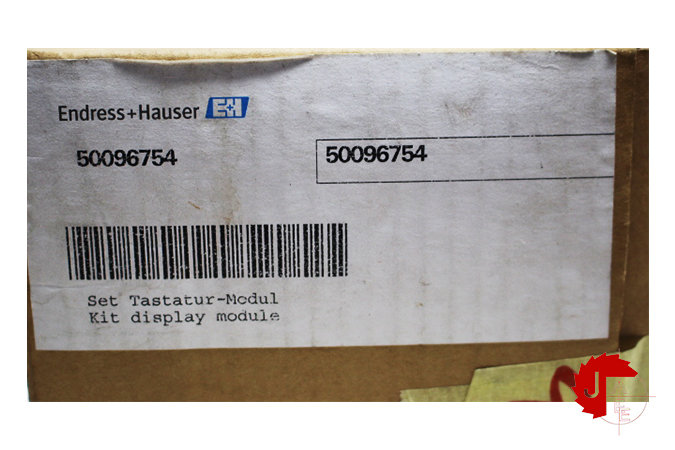 Endress+Hauser E+H
50096754
50096754
Set Tastatur-Modul
Kit display module
J